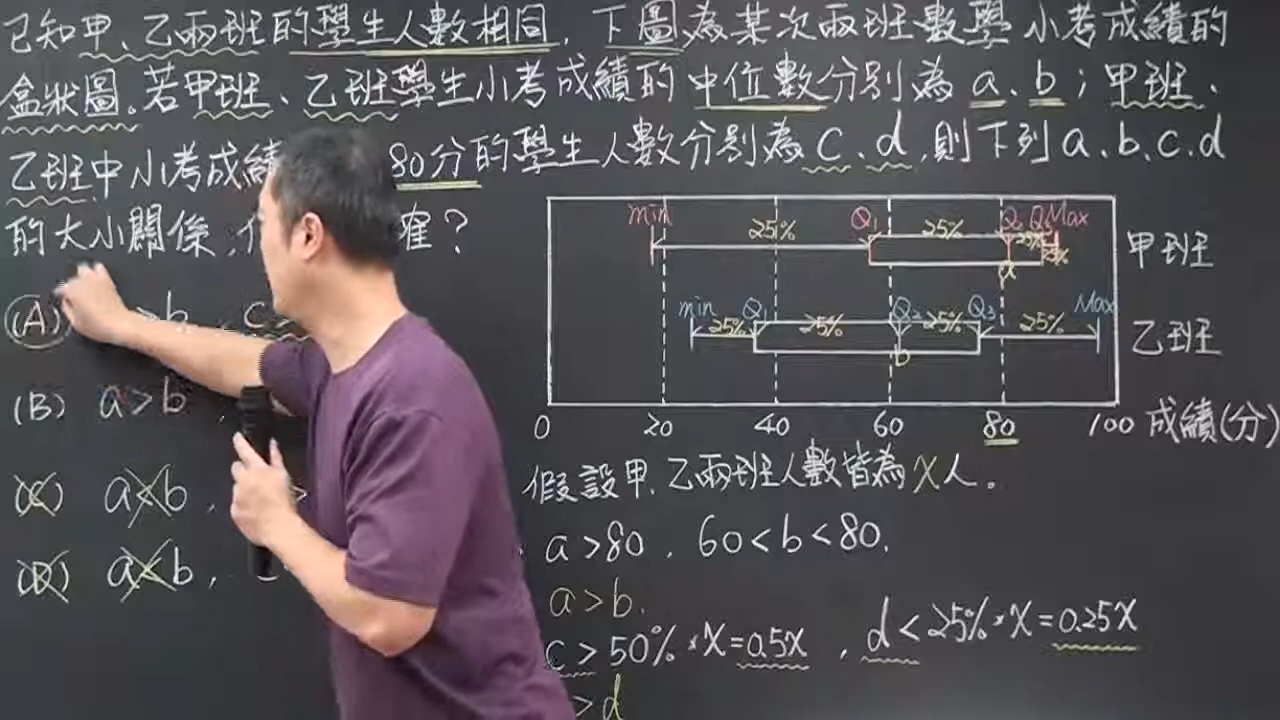 已知甲、乙兩班的學生人數相同,下圖為某次兩班數學小考成績的
盒狀圖。若甲班、乙班學生小考成績的中位數分別為a、b;甲班、
乙班中小考成績 80分的學生人數分別為c、d,則下列a、b、c、d
的大小關係,
(A) >b, c
(B) a>b,
(C) a<b, >
(D) a<b,
min 25% Q1 25% Q2 25% Q3 25% Max
a
甲班
min 25% Q1 25% Q2 25% Q3 25% Max
b
乙班
0 20 40 60 80 100 成績(分)
假設甲、乙兩班人數皆為x人。
a>80, 60<b<80.
a>b.
c>50%*x=0.5x, d<25%*x=0.25x
>d